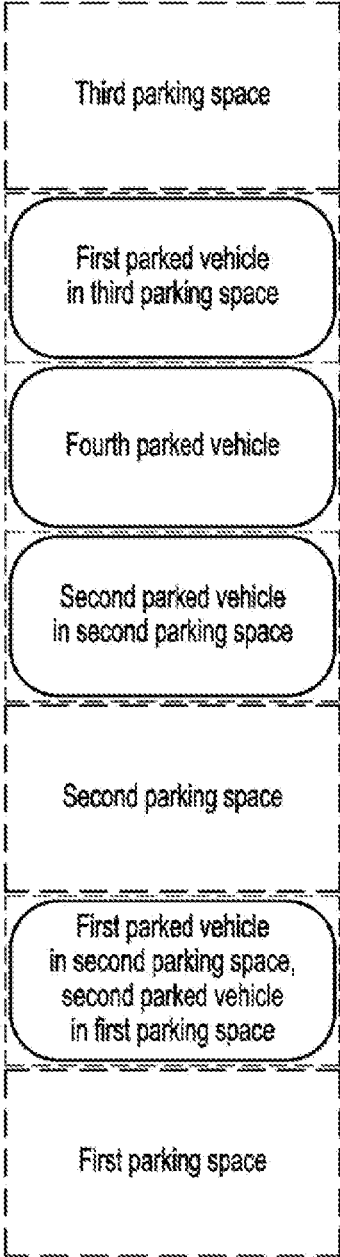 Third parking space
First parked vehicle
in third parking space
Fourth parked vehicle
Second parked vehicle
in second parking space
Second parking space
First parked vehicle
in second parking space,
second parked vehicle
in first parking space
First parking space